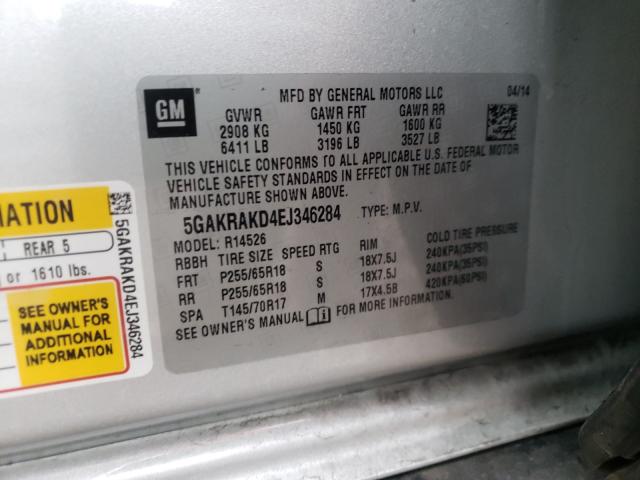 GM
MFD BY GENERAL MOTORS LLC 04/14
GVWR GAWR FRT GAWR RR
2908 KG 1450 KG 1600 KG
6411 LB 3196 LB 3527 LB
THIS VEHICLE CONFORMS TO ALL APPLICABLE U.S. FEDERAL MOTOR
VEHICLE SAFETY STANDARDS IN EFFECT ON THE DATE OF
MANUFACTURE SHOWN ABOVE.
5GAKRAKD4EJ346284 TYPE: M.P.V.
MODEL: R14526
RBBH TIRE SIZE SPEED RTG RIM COLD TIRE PRESSURE
FRT P255/65R18 S 18X7.5J 240KPA(35PSI)
RR P255/65R18 S 18X7.5J 240KPA(35PSI)
SPA T145/70R17 M 17X4.5B 420KPA(60PSI)
SEE OWNER'S MANUAL FOR MORE INFORMATION.
MATION
REAR 5
or 1610 lbs.
SEE OWNER'S
MANUAL FOR
ADDITIONAL
INFORMATION
5GAKRAKD4EJ346284